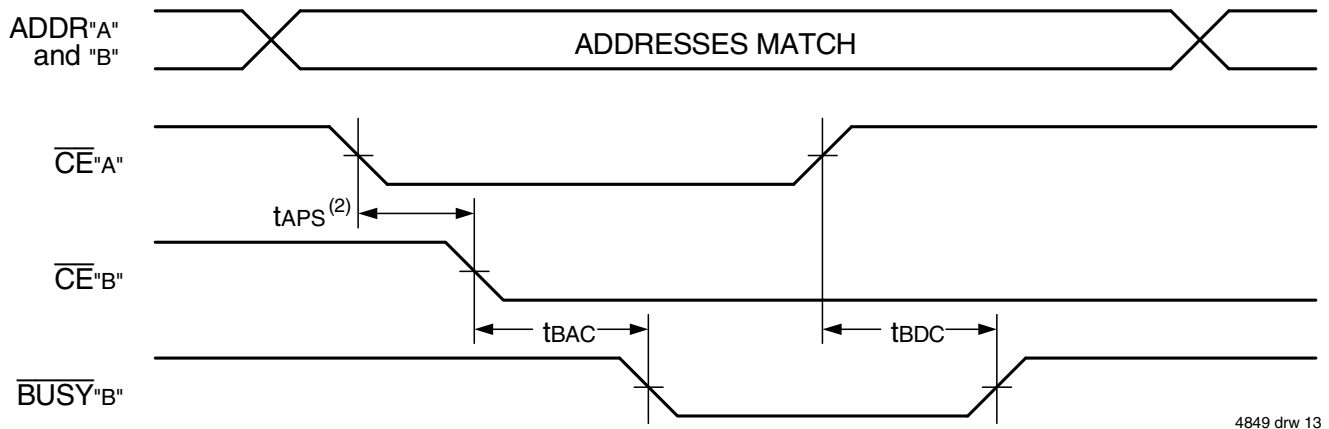 ADDR"A"
and "B"
ADDRESSES MATCH
CE"A"
tAPS(2)
CE"B"
tBAC
tBDC
BUSY"B"
4849 drw 13